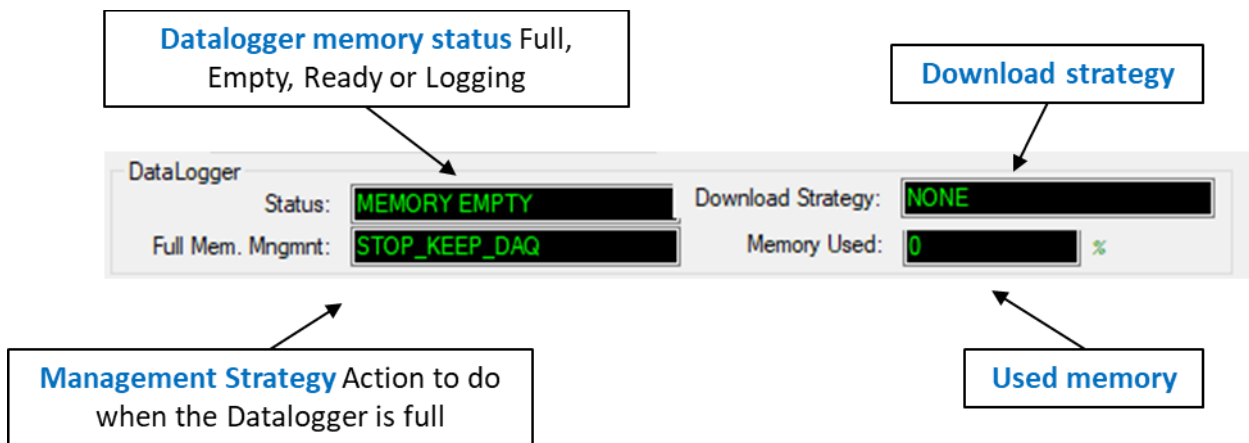 Datalogger memory status Full,
Empty, Ready or Logging
Download strategy
DataLogger
Status: MEMORY EMPTY Download Strategy: NONE
Full Mem. Mngmnt: STOP_KEEP_DAQ Memory Used: 0 %
Management Strategy Action to do
when the Datalogger is full
Used memory